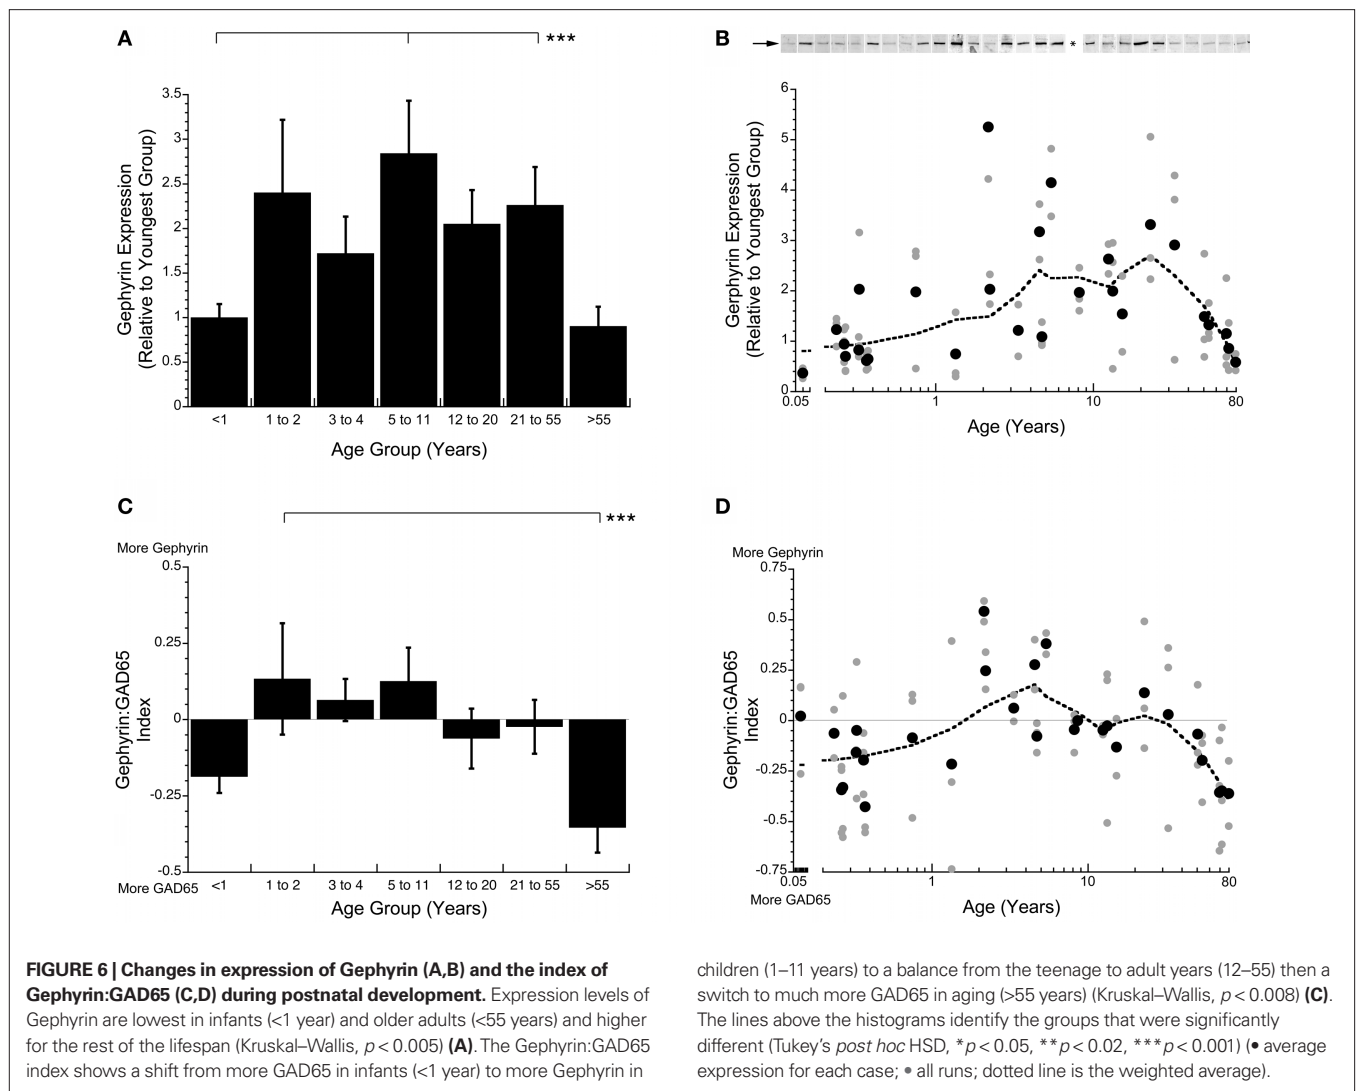 A
***
Gephyrin Expression
(Relative to Youngest Group)
3.5
3
2.5
2
1.5
1
0.5
0
<1 1 to 2 3 to 4 5 to 11 12 to 20 21 to 55 >55
Age Group (Years)
B
*
Gerphyrin Expression
(Relative to Youngest Group)
6
5
4
3
2
1
0
0.05 1 10 80
Age (Years)
C
***
More Gephyrin
Gephyrin:GAD65
Index
0.5
0.25
0
-0.25
-0.5
More GAD65
<1 1 to 2 3 to 4 5 to 11 12 to 20 21 to 55 >55
Age Group (Years)
D
More Gephyrin
Gephyrin:GAD65
Index
0.75
0.5
0.25
0
-0.25
-0.5
-0.75
0.05 1 10 80
More GAD65
Age (Years)
FIGURE 6 | Changes in expression of Gephyrin (A,B) and the index of
Gephyrin:GAD65 (C,D) during postnatal development. Expression levels of
Gephyrin are lowest in infants (<1 year) and older adults (<55 years) and higher
for the rest of the lifespan (Kruskal–Wallis, p < 0.005) (A). The Gephyrin:GAD65
index shows a shift from more GAD65 in infants (<1 year) to more Gephyrin in
children (1–11 years) to a balance from the teenage to adult years (12–55) then a
switch to much more GAD65 in aging (>55 years) (Kruskal–Wallis, p < 0.008) (C).
The lines above the histograms identify the groups that were significantly
different (Tukey's post hoc HSD, *p < 0.05, **p < 0.02, ***p < 0.001) (• average
expression for each case; • all runs; dotted line is the weighted average).